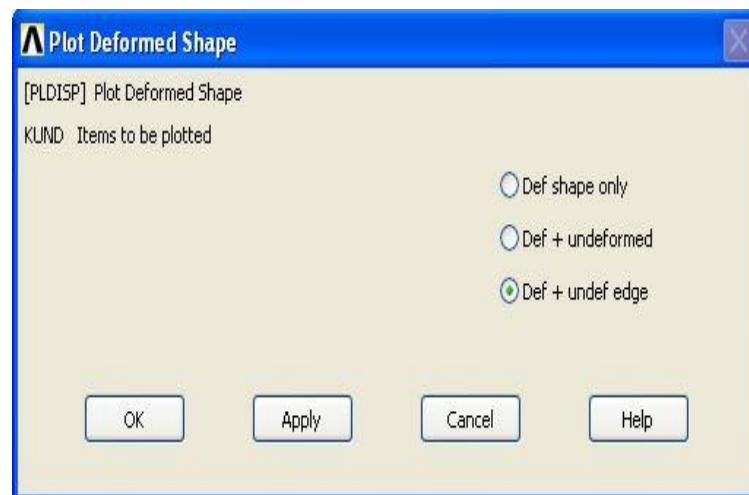 Plot Deformed Shape
[PLDISP] Plot Deformed Shape
KUND Items to be plotted
Def shape only
Def + undeformed
Def + undef edge
OK Apply Cancel Help